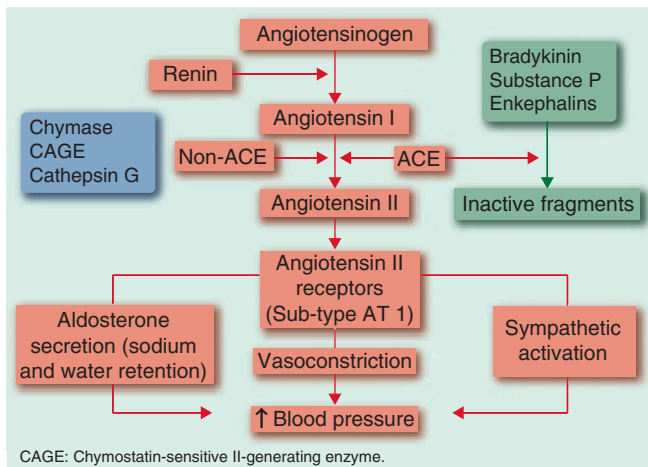 Angiotensinogen
Renin
Bradykinin
Substance P
Enkephalins
Angiotensin I
Chymase
CAGE
Cathepsin G
Non-ACE
ACE
Angiotensin II
Inactive fragments
Angiotensin II
receptors
(Sub-type AT 1)
Aldosterone
secretion (sodium
and water retention)
Sympathetic
activation
Vasoconstriction
↑ Blood pressure
CAGE: Chymostatin-sensitive II-generating enzyme.